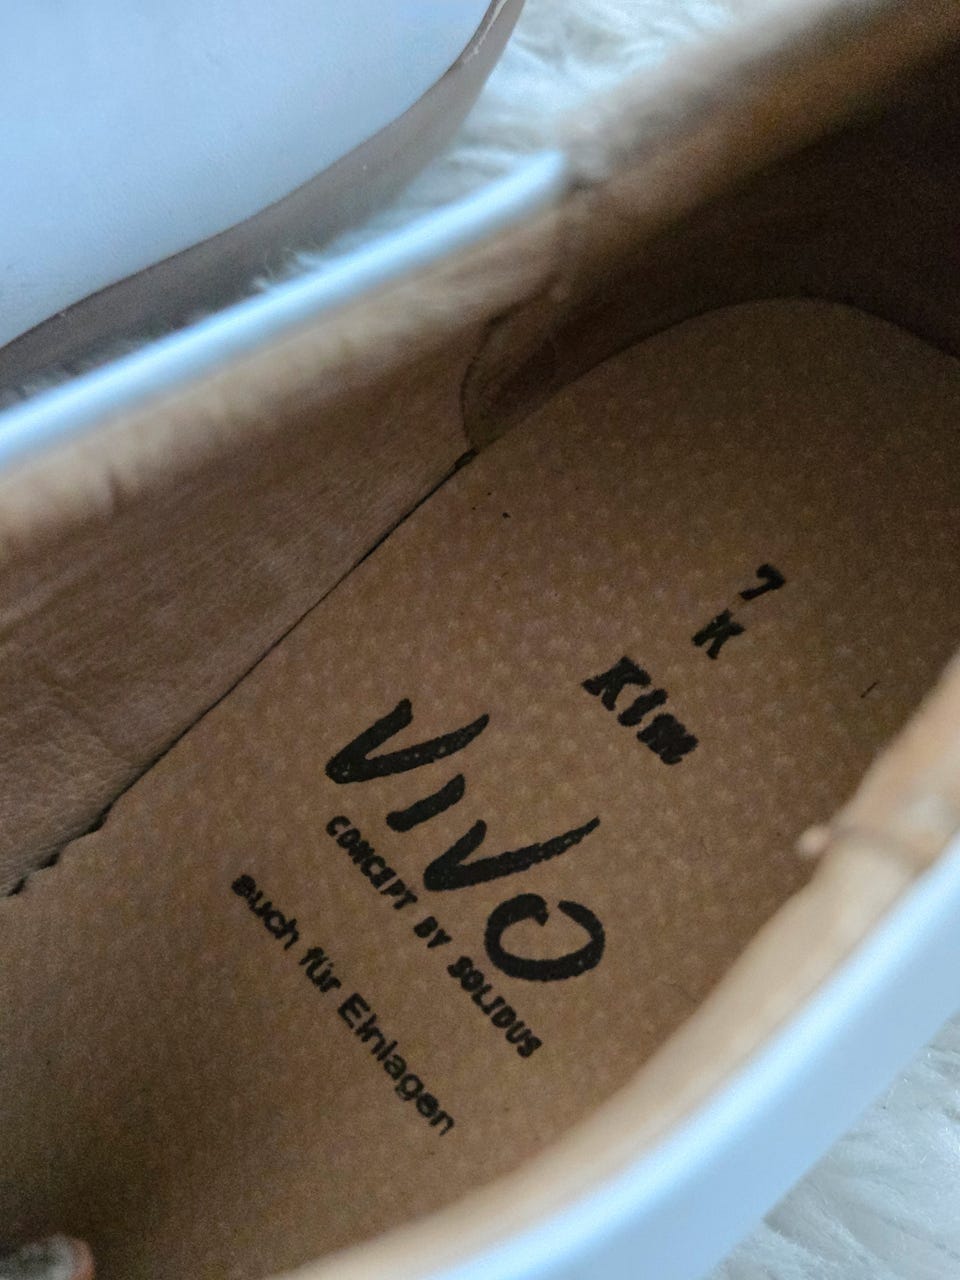 7
K
Kim
VIVO
CONCEPT BY SOLIDUS
auch für Einlagen